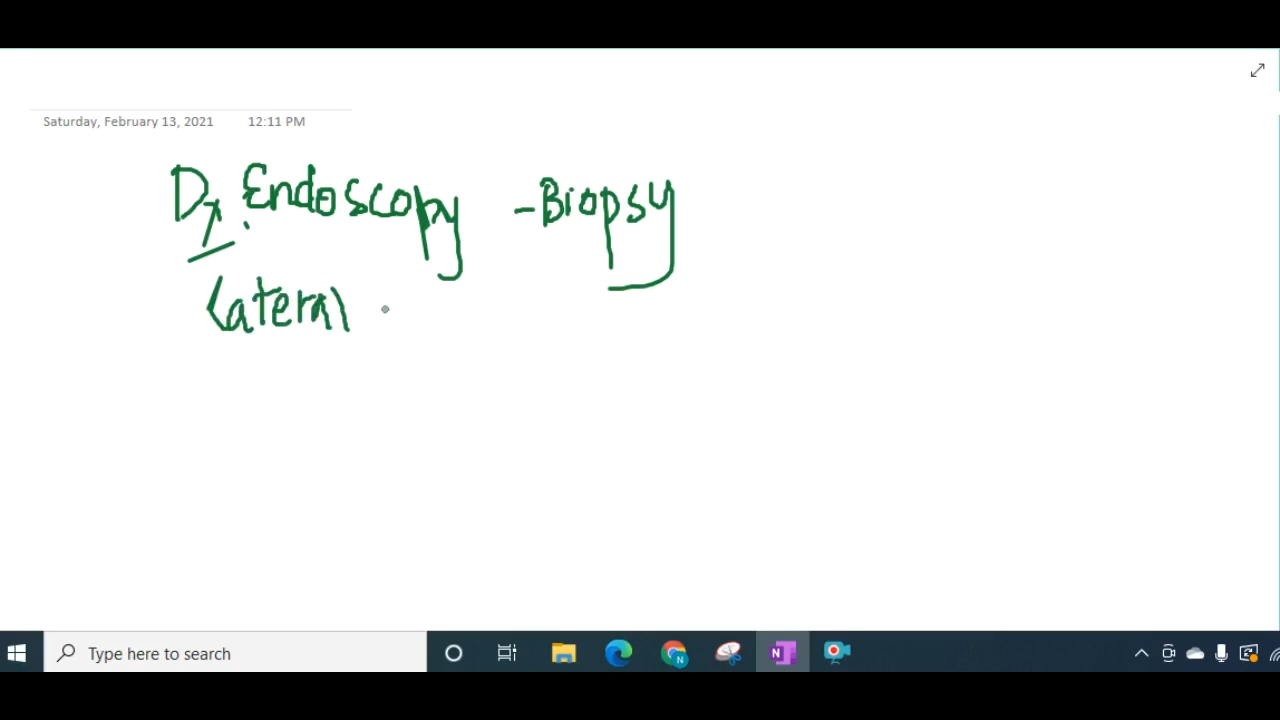 Saturday, February 13, 2021 12:11 PM
Dx. Endoscopy - Biopsy
Lateral
Type here to search
N
N